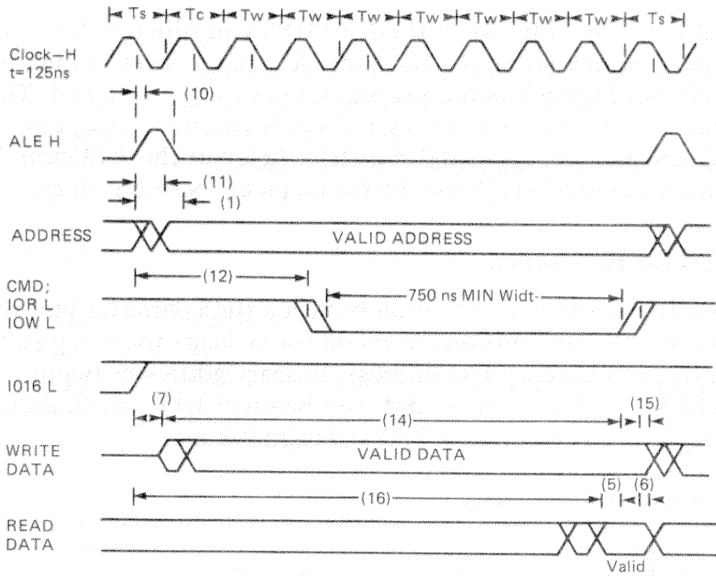 Ts Tc Tw Tw Tw Tw Tw Tw Tw Ts
Clock-H
t=125ns
(10)
ALE H
(11)
(1)
ADDRESS VALID ADDRESS
(12)
CMD;
IOR L
IOW L
750 ns MIN Widt
I016 L
(7) (14) (15)
WRITE
DATA
VALID DATA
(16) (5) (6)
READ
DATA
Valid